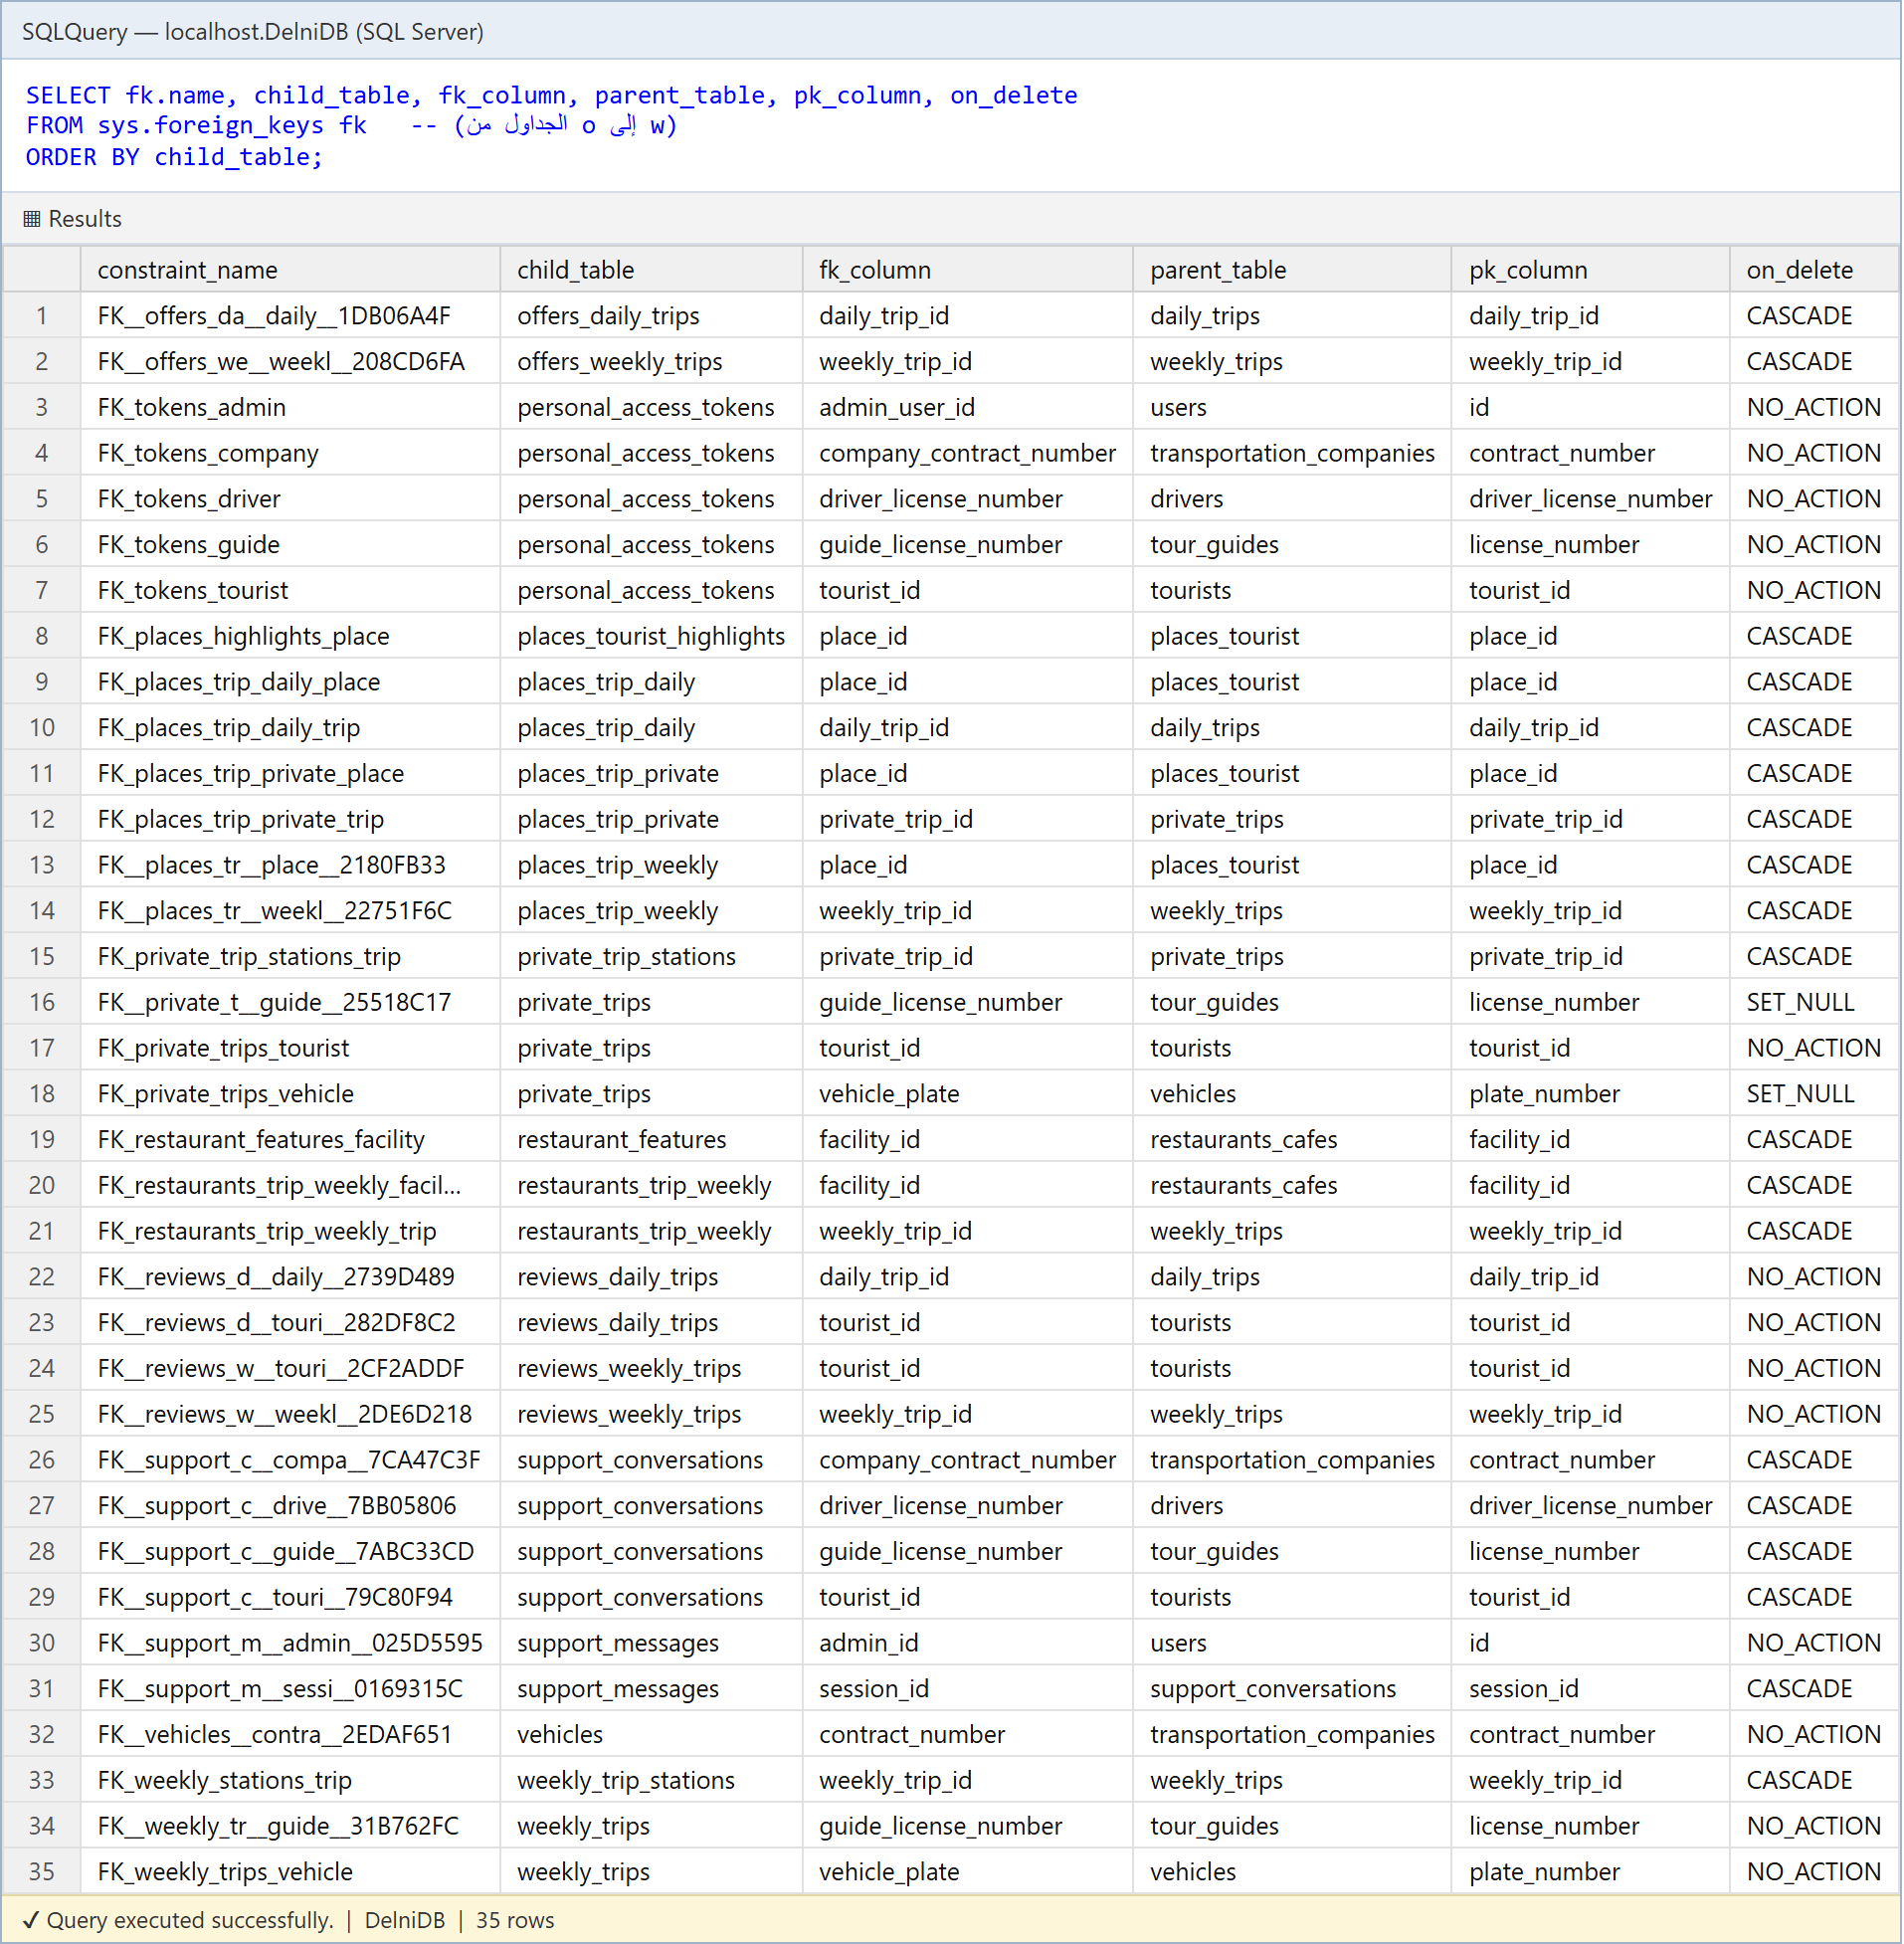 SQLQuery — localhost.DelniDB (SQL Server)
SELECT fk.name, child_table, fk_column, parent_table, pk_column, on_delete
FROM sys.foreign_keys fk   -- (الجداول من o إلى w)
ORDER BY child_table;
▦ Results
constraint_name child_table fk_column parent_table pk_column on_delete
1 FK__offers_da__daily__1DB06A4F offers_daily_trips daily_trip_id daily_trips daily_trip_id CASCADE
2 FK__offers_we__weekl__208CD6FA offers_weekly_trips weekly_trip_id weekly_trips weekly_trip_id CASCADE
3 FK_tokens_admin personal_access_tokens admin_user_id users id NO_ACTION
4 FK_tokens_company personal_access_tokens company_contract_number transportation_companies contract_number NO_ACTION
5 FK_tokens_driver personal_access_tokens driver_license_number drivers driver_license_number NO_ACTION
6 FK_tokens_guide personal_access_tokens guide_license_number tour_guides license_number NO_ACTION
7 FK_tokens_tourist personal_access_tokens tourist_id tourists tourist_id NO_ACTION
8 FK_places_highlights_place places_tourist_highlights place_id places_tourist place_id CASCADE
9 FK_places_trip_daily_place places_trip_daily place_id places_tourist place_id CASCADE
10 FK_places_trip_daily_trip places_trip_daily daily_trip_id daily_trips daily_trip_id CASCADE
11 FK_places_trip_private_place places_trip_private place_id places_tourist place_id CASCADE
12 FK_places_trip_private_trip places_trip_private private_trip_id private_trips private_trip_id CASCADE
13 FK__places_tr__place__2180FB33 places_trip_weekly place_id places_tourist place_id CASCADE
14 FK__places_tr__weekl__22751F6C places_trip_weekly weekly_trip_id weekly_trips weekly_trip_id CASCADE
15 FK_private_trip_stations_trip private_trip_stations private_trip_id private_trips private_trip_id CASCADE
16 FK__private_t__guide__25518C17 private_trips guide_license_number tour_guides license_number SET_NULL
17 FK_private_trips_tourist private_trips tourist_id tourists tourist_id NO_ACTION
18 FK_private_trips_vehicle private_trips vehicle_plate vehicles plate_number SET_NULL
19 FK_restaurant_features_facility restaurant_features facility_id restaurants_cafes facility_id CASCADE
20 FK_restaurants_trip_weekly_facil... restaurants_trip_weekly facility_id restaurants_cafes facility_id CASCADE
21 FK_restaurants_trip_weekly_trip restaurants_trip_weekly weekly_trip_id weekly_trips weekly_trip_id CASCADE
22 FK__reviews_d__daily__2739D489 reviews_daily_trips daily_trip_id daily_trips daily_trip_id NO_ACTION
23 FK__reviews_d__touri__282DF8C2 reviews_daily_trips tourist_id tourists tourist_id NO_ACTION
24 FK__reviews_w__touri__2CF2ADDF reviews_weekly_trips tourist_id tourists tourist_id NO_ACTION
25 FK__reviews_w__weekl__2DE6D218 reviews_weekly_trips weekly_trip_id weekly_trips weekly_trip_id NO_ACTION
26 FK__support_c__compa__7CA47C3F support_conversations company_contract_number transportation_companies contract_number CASCADE
27 FK__support_c__drive__7BB05806 support_conversations driver_license_number drivers driver_license_number CASCADE
28 FK__support_c__guide__7ABC33CD support_conversations guide_license_number tour_guides license_number CASCADE
29 FK__support_c__touri__79C80F94 support_conversations tourist_id tourists tourist_id CASCADE
30 FK__support_m__admin__025D5595 support_messages admin_id users id NO_ACTION
31 FK__support_m__sessi__0169315C support_messages session_id support_conversations session_id CASCADE
32 FK__vehicles__contra__2EDAF651 vehicles contract_number transportation_companies contract_number NO_ACTION
33 FK_weekly_stations_trip weekly_trip_stations weekly_trip_id weekly_trips weekly_trip_id CASCADE
34 FK__weekly_tr__guide__31B762FC weekly_trips guide_license_number tour_guides license_number NO_ACTION
35 FK_weekly_trips_vehicle weekly_trips vehicle_plate vehicles plate_number NO_ACTION
✓ Query executed successfully. | DelniDB | 35 rows